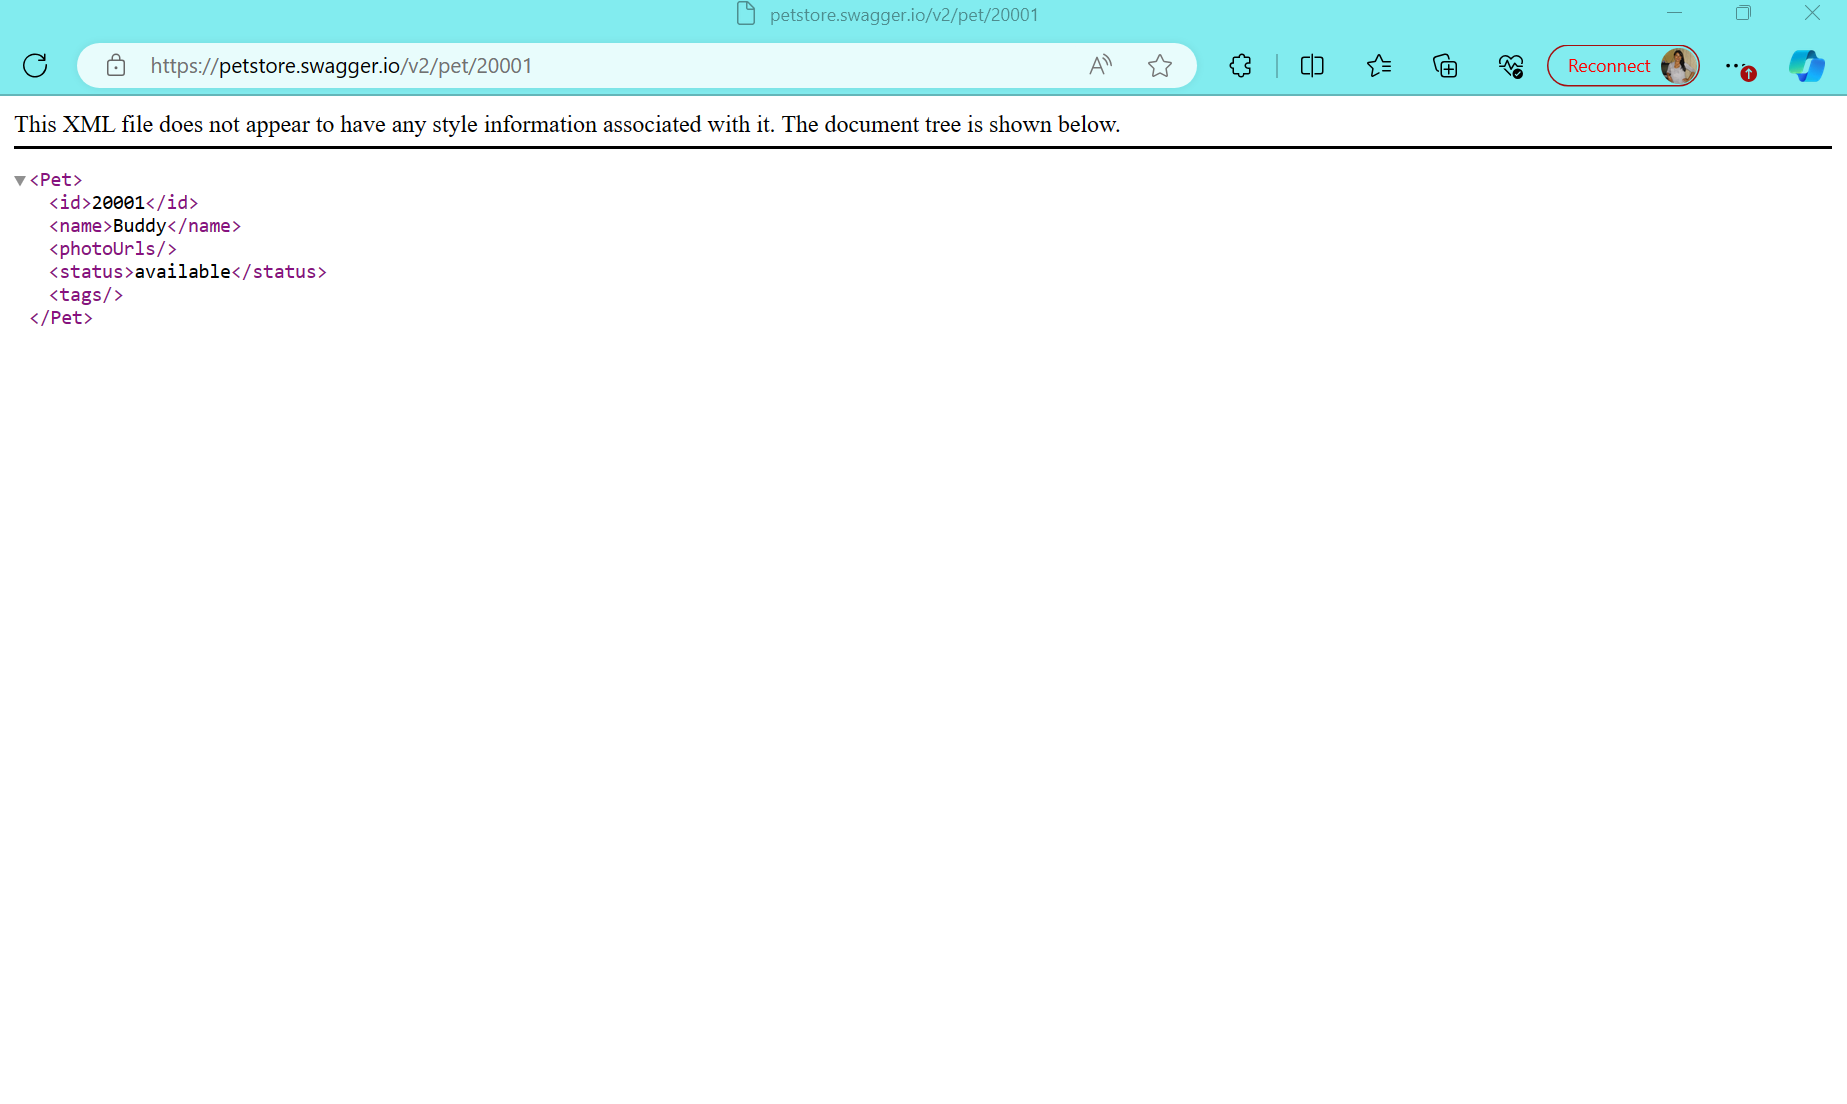 petstore.swagger.io/v2/pet/20001
https://petstore.swagger.io/v2/pet/20001
Reconnect
This XML file does not appear to have any style information associated with it. The document tree is shown below.
<Pet>
<id>20001</id>
<name>Buddy</name>
<photoUrls/>
<status>available</status>
<tags/>
</Pet>